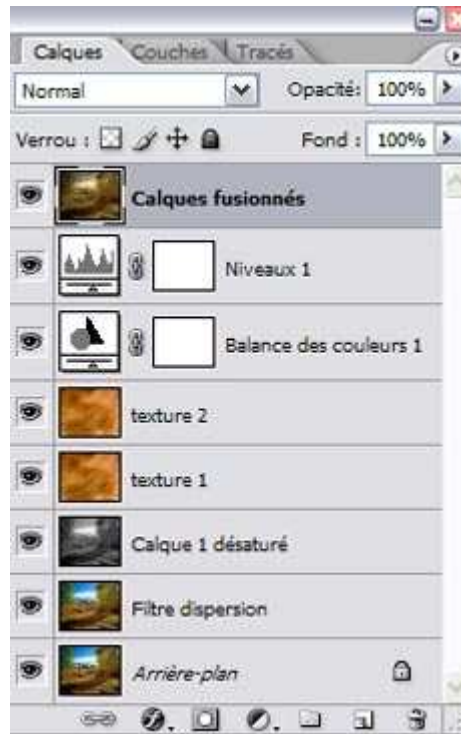 Calques Couches Tracés
Normal Opacité: 100%
Verrou : Fond : 100%
Calques fusionnés
Niveaux 1
Balance des couleurs 1
texture 2
texture 1
Calque 1 désaturé
Filtre dispersion
Arrière-plan